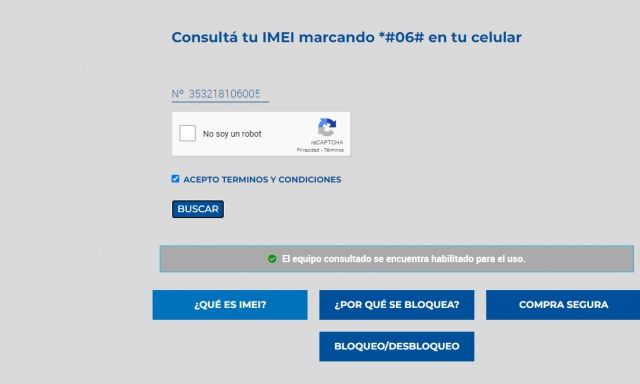 Consultá tu IMEI marcando *#06# en tu celular
Nº 353218106005
No soy un robot
reCAPTCHA
Privacidad - Términos
ACEPTO TERMINOS Y CONDICIONES
BUSCAR
El equipo consultado se encuentra habilitado para el uso.
¿QUÉ ES IMEI?
¿POR QUÉ SE BLOQUEA?
COMPRA SEGURA
BLOQUEO/DESBLOQUEO